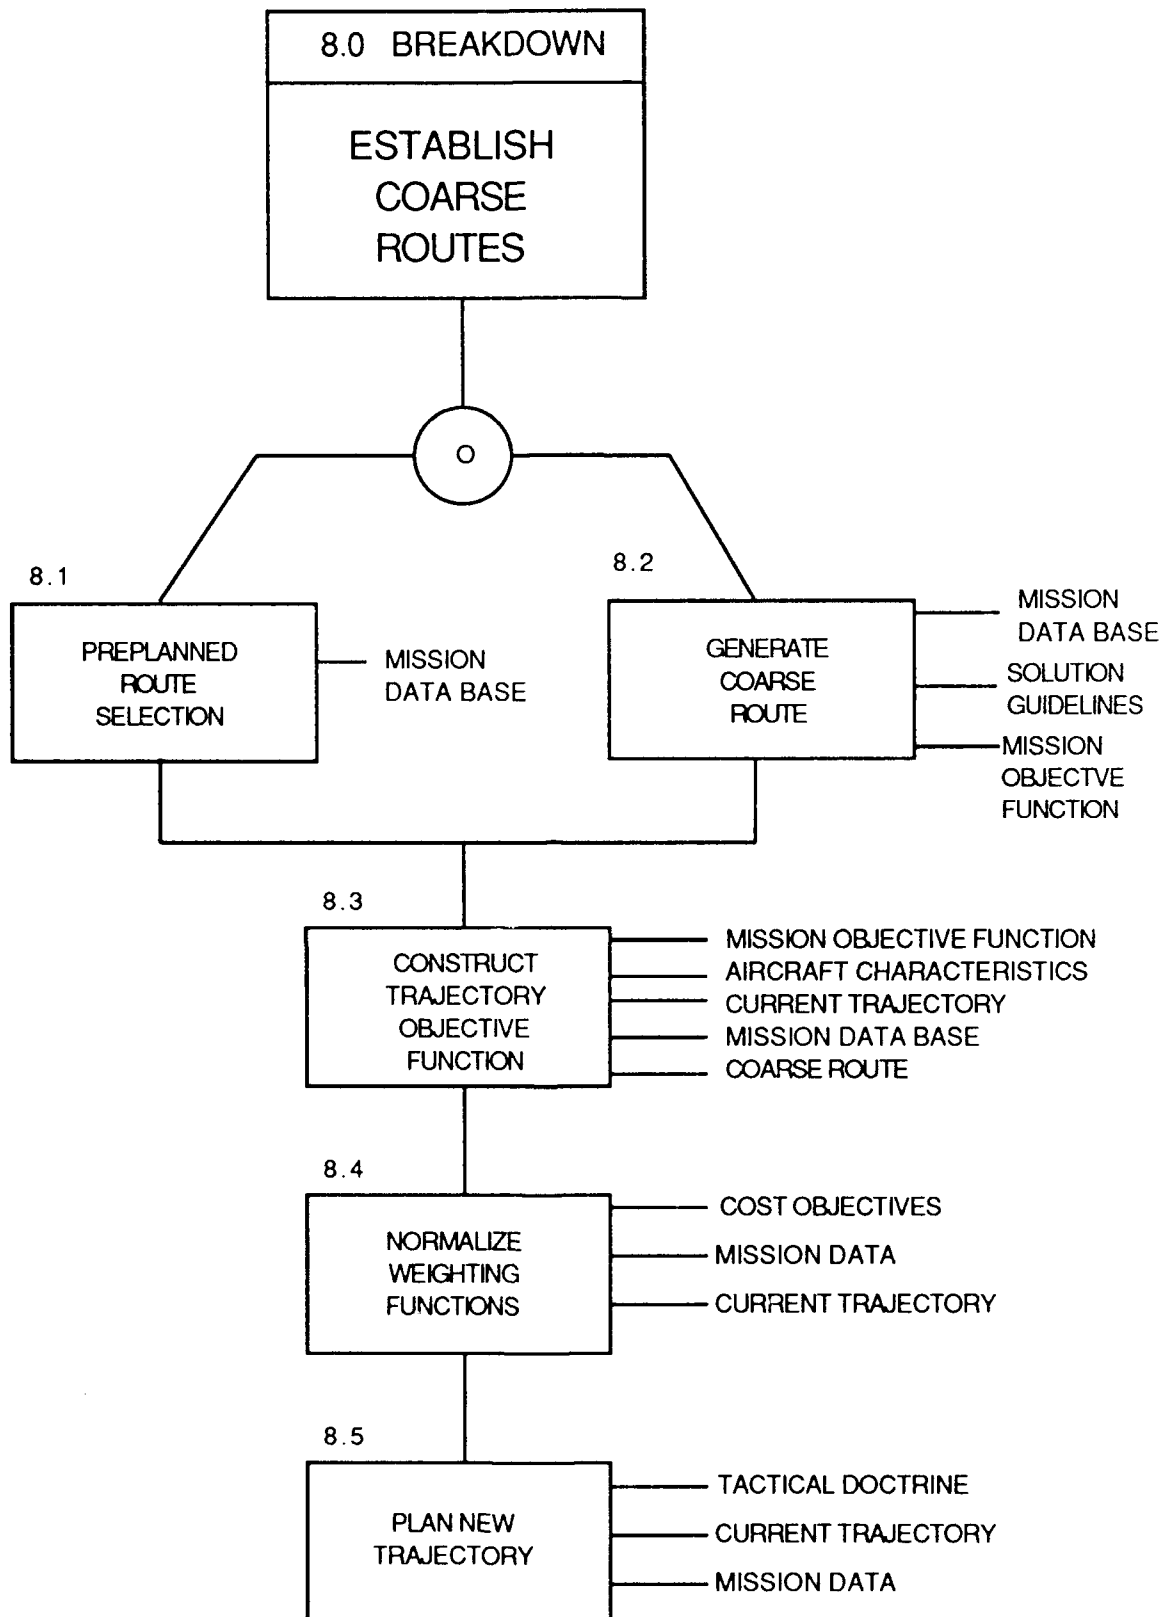 8.0 BREAKDOWN
ESTABLISH
COARSE
ROUTES
O
8.1
PREPLANNED
ROUTE
SELECTION
MISSION
DATA BASE
8.2
GENERATE
COARSE
ROUTE
MISSION
DATA BASE
SOLUTION
GUIDELINES
MISSION
OBJECTVE
FUNCTION
8.3
CONSTRUCT
TRAJECTORY
OBJECTIVE
FUNCTION
MISSION OBJECTIVE FUNCTION
AIRCRAFT CHARACTERISTICS
CURRENT TRAJECTORY
MISSION DATA BASE
COARSE ROUTE
8.4
NORMALIZE
WEIGHTING
FUNCTIONS
COST OBJECTIVES
MISSION DATA
CURRENT TRAJECTORY
8.5
PLAN NEW
TRAJECTORY
TACTICAL DOCTRINE
CURRENT TRAJECTORY
MISSION DATA